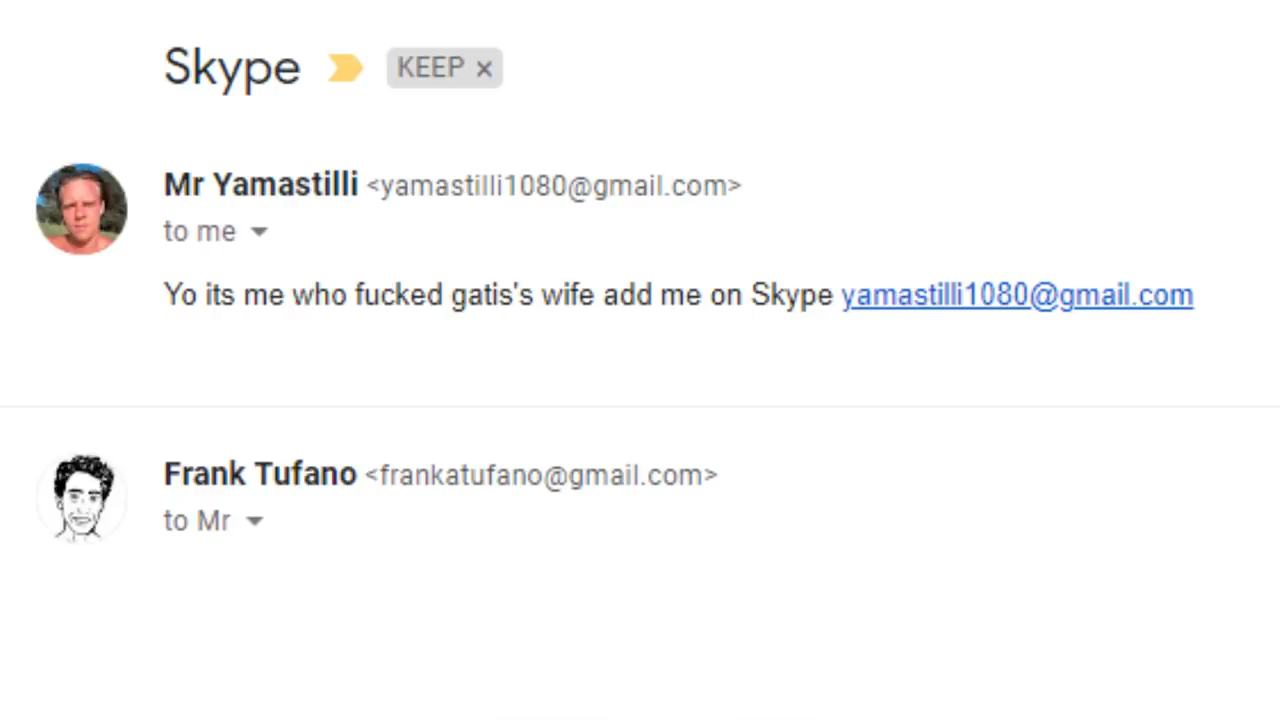 Skype KEEP ×
Mr Yamastilli <yamastilli1080@gmail.com>
to me
Yo its me who fucked gatis's wife add me on Skype yamastilli1080@gmail.com
Frank Tufano <frankatufano@gmail.com>
to Mr